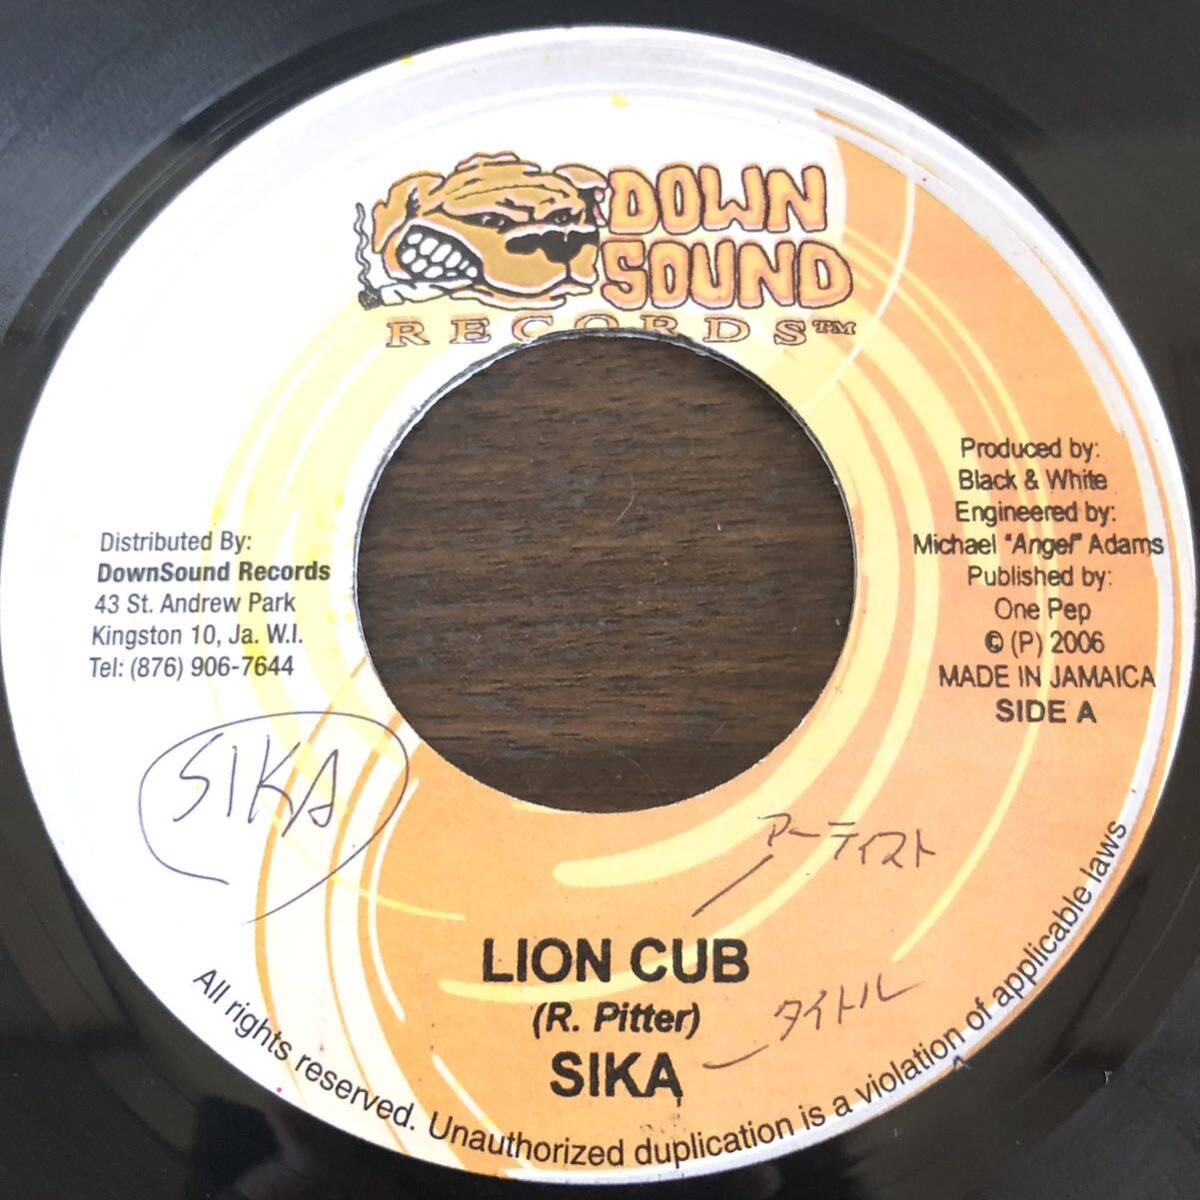 DOWN
SOUND
RECORDS™
Produced by:
Black & White
Engineered by:
Michael "Angel" Adams
Published by:
One Pep
© (P) 2006
MADE IN JAMAICA
SIDE A
Distributed By:
DownSound Records
43 St. Andrew Park
Kingston 10, Ja. W.I.
Tel: (876) 906-7644
SIKA
アーティスト
LION CUB
(R. Pitter)
タイトル
SIKA
All rights reserved. Unauthorized duplication is a violation of applicable laws